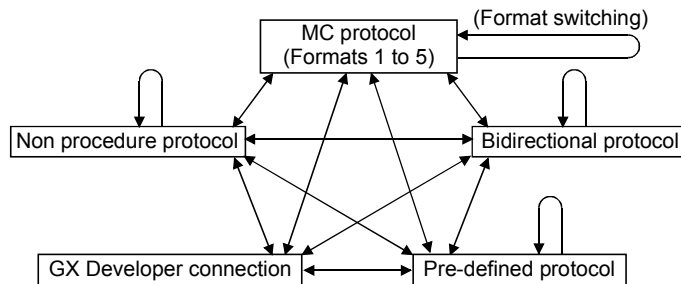 (Format switching)
MC protocol
(Formats 1 to 5)
Non procedure protocol
Bidirectional protocol
GX Developer connection
Pre-defined protocol